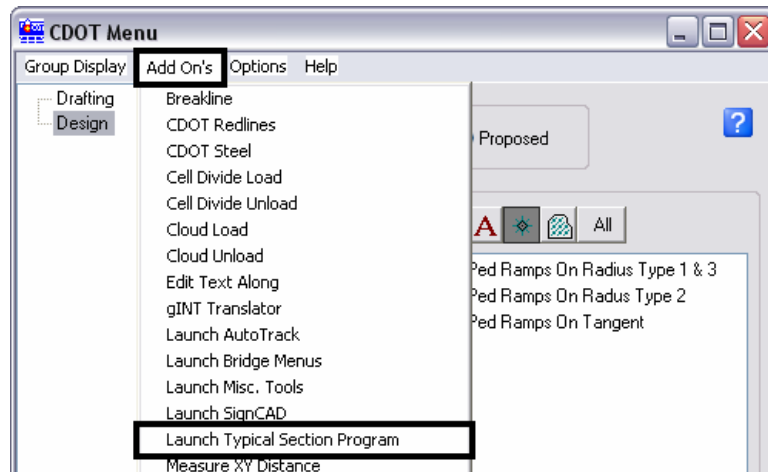 CDOT Menu
Group Display Add On's Options Help
Drafting
Design
Breakline
CDOT Redlines
CDOT Steel
Cell Divide Load
Cell Divide Unload
Cloud Load
Cloud Unload
Edit Text Along
gINT Translator
Launch AutoTrack
Launch Bridge Menus
Launch Misc. Tools
Launch SignCAD
Launch Typical Section Program
Measure XY Distance
Proposed
?
A All
Ped Ramps On Radius Type 1 & 3
Ped Ramps On Radus Type 2
Ped Ramps On Tangent